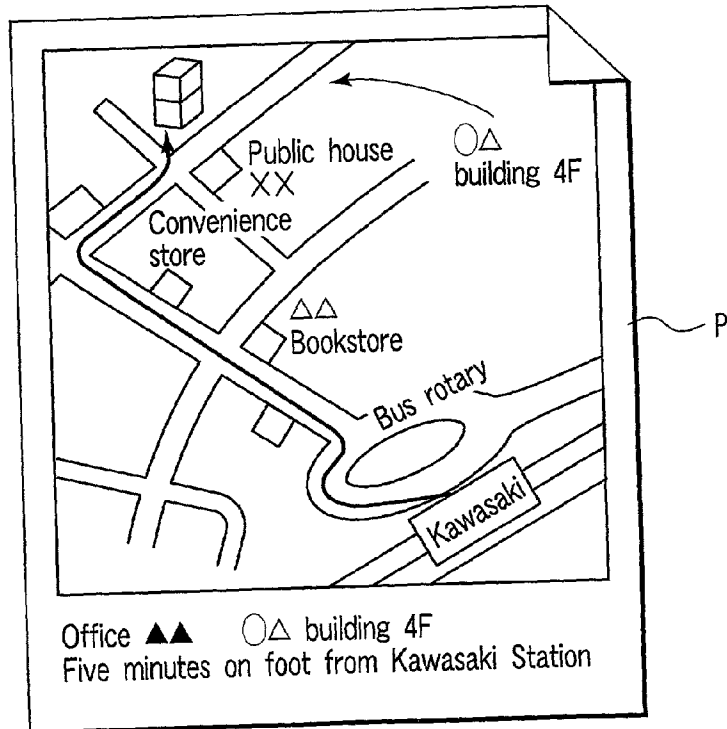 Public house
XX
○△
building 4F
Convenience
store
△△
Bookstore
Bus rotary
Kawasaki
P
Office ▲▲ ○△ building 4F
Five minutes on foot from Kawasaki Station